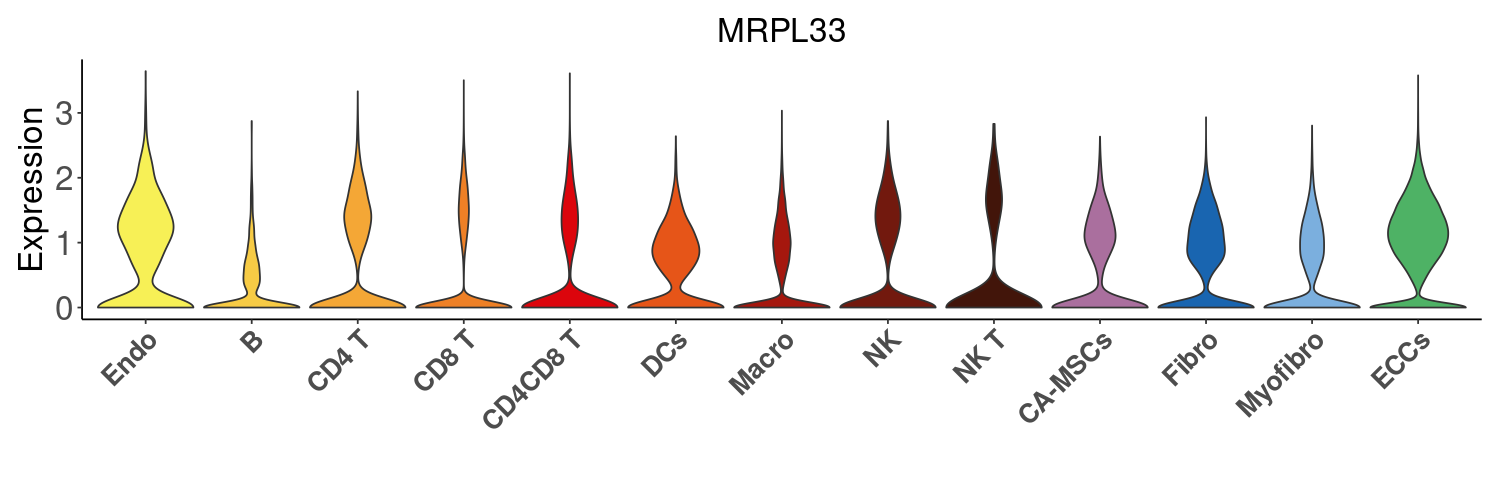 MRPL33
Expression
3
2
1
0
Endo
B
CD4 T
CD8 T
CD4CD8 T
DCs
Macro
NK
NK T
CA-MSCs
Fibro
Myofibro
ECCs